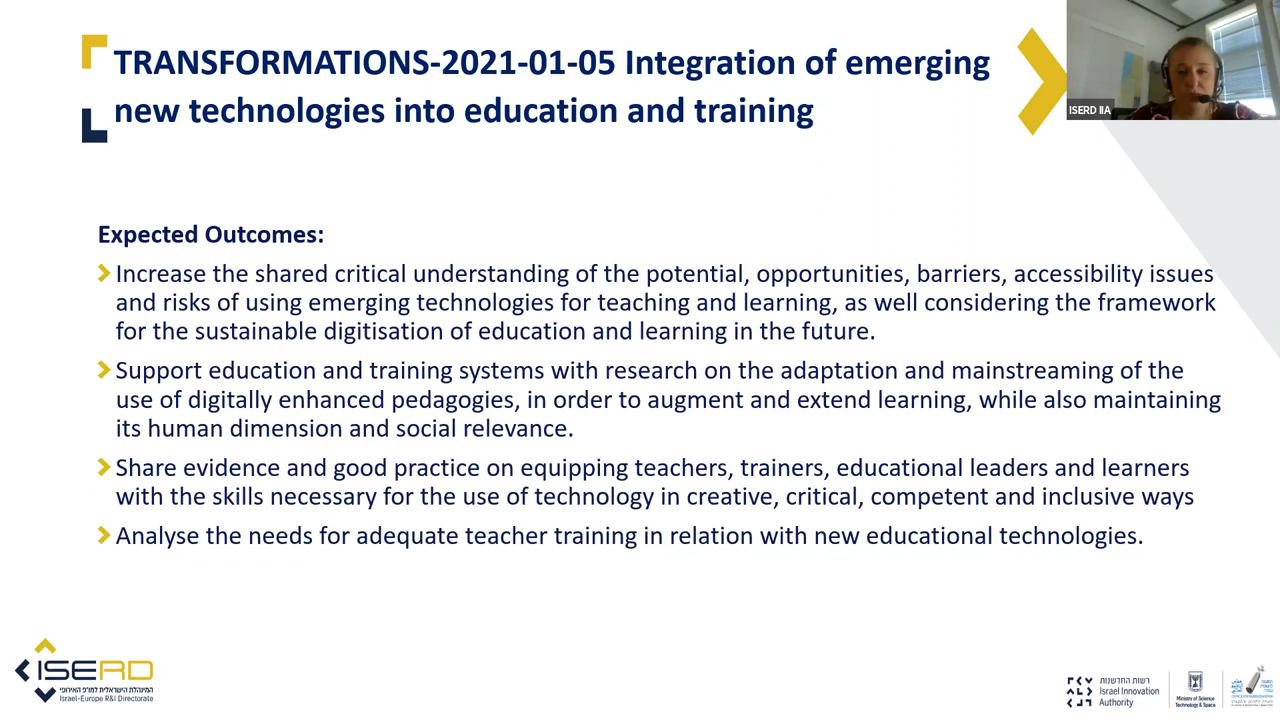 TRANSFORMATIONS-2021-01-05 Integration of emerging
new technologies into education and training
ISERD IIA
Expected Outcomes:
Increase the shared critical understanding of the potential, opportunities, barriers, accessibility issues
and risks of using emerging technologies for teaching and learning, as well considering the framework
for the sustainable digitisation of education and learning in the future.
Support education and training systems with research on the adaptation and mainstreaming of the
use of digitally enhanced pedagogies, in order to augment and extend learning, while also maintaining
its human dimension and social relevance.
Share evidence and good practice on equipping teachers, trainers, educational leaders and learners
with the skills necessary for the use of technology in creative, critical, competent and inclusive ways
Analyse the needs for adequate teacher training in relation with new educational technologies.
ISERD
המינהלת הישראלית למו"פ האירופי
Israel-Europe R&I Directorate
רשות החדשנות
Israel Innovation
Authority
Ministry of Science
Technology & Space